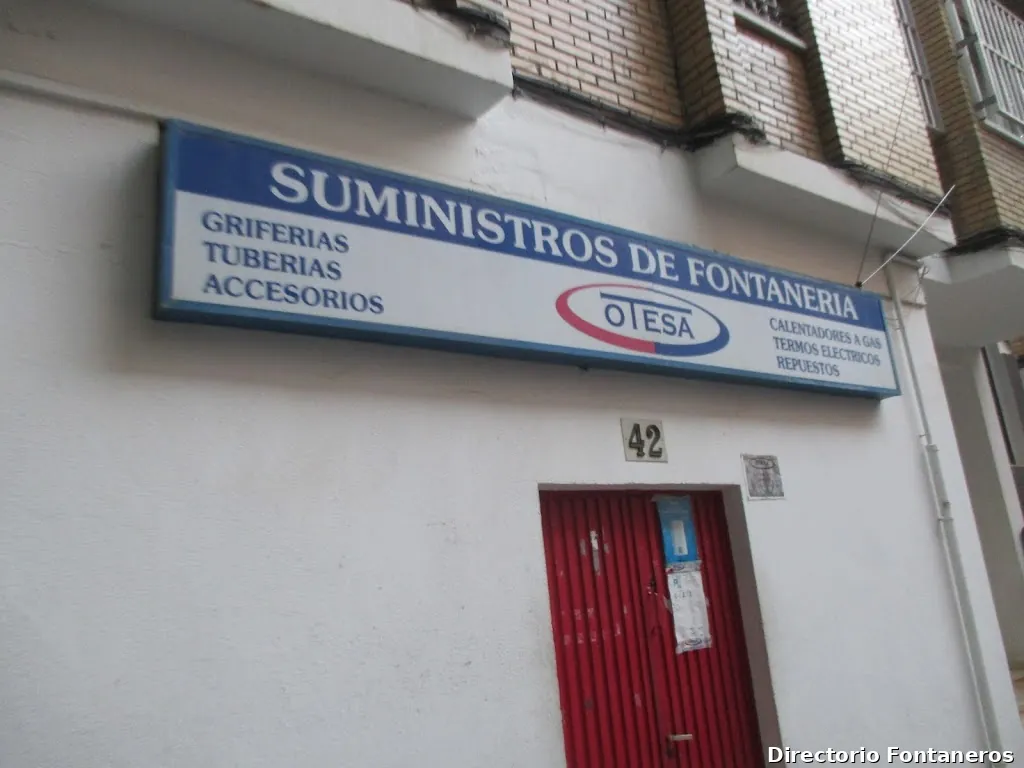 SUMINISTROS DE FONTANERIA
GRIFERIAS
TUBERIAS
ACCESORIOS
OTESA
CALENTADORES A GAS
TERMOS ELECTRICOS
REPUESTOS
42
Directorio Fontaneros